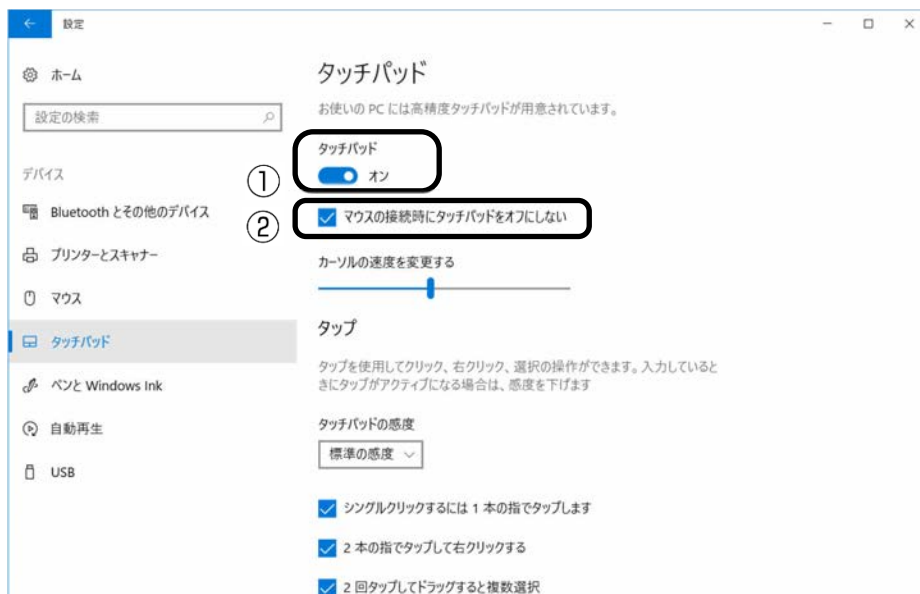 設定
ホーム
設定の検索
デバイス
Bluetooth とその他のデバイス
プリンターとスキャナー
マウス
タッチパッド
ペンと Windows Ink
自動再生
USB
タッチパッド
お使いの PC には高精度タッチパッドが用意されています。
①
タッチパッド
オン
②
マウスの接続時にタッチパッドをオフにしない
カーソルの速度を変更する
タップ
タップを使用してクリック、右クリック、選択の操作ができます。入力していると
きにタップがアクティブになる場合は、感度を下げます
タッチパッドの感度
標準の感度
シングルクリックするには 1 本の指でタップします
2 本の指でタップして右クリックする
2 回タップしてドラッグすると複数選択